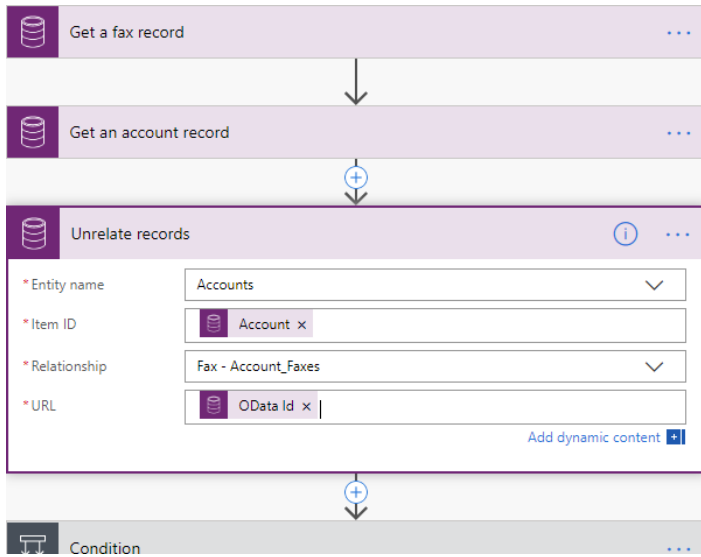 Get a fax record
Get an account record
Unrelate records
* Entity name Accounts
* Item ID Account ×
* Relationship Fax - Account_Faxes
* URL OData Id ×
Add dynamic content
Condition